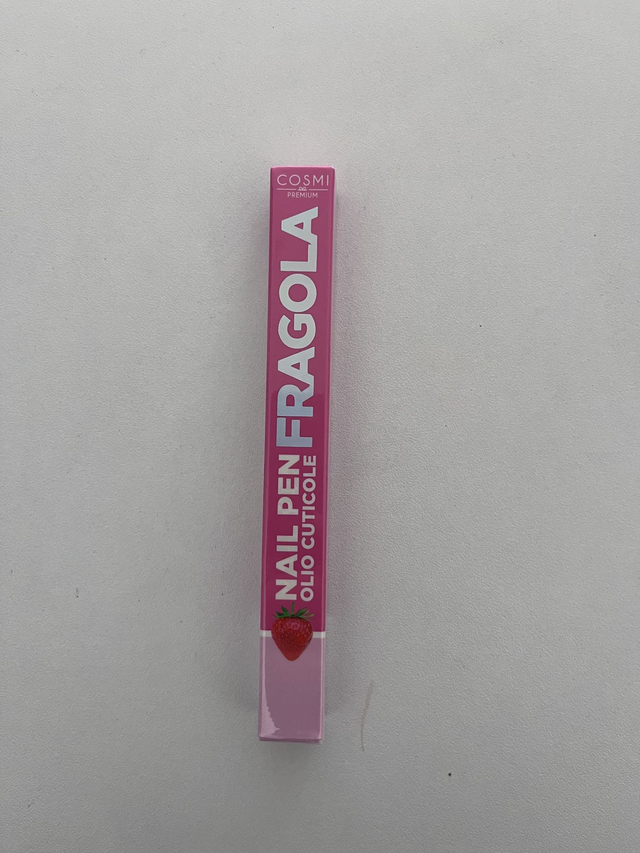 COSMI
PREMIUM
NAIL PEN
OLIO CUTICOLE
FRAGOLA